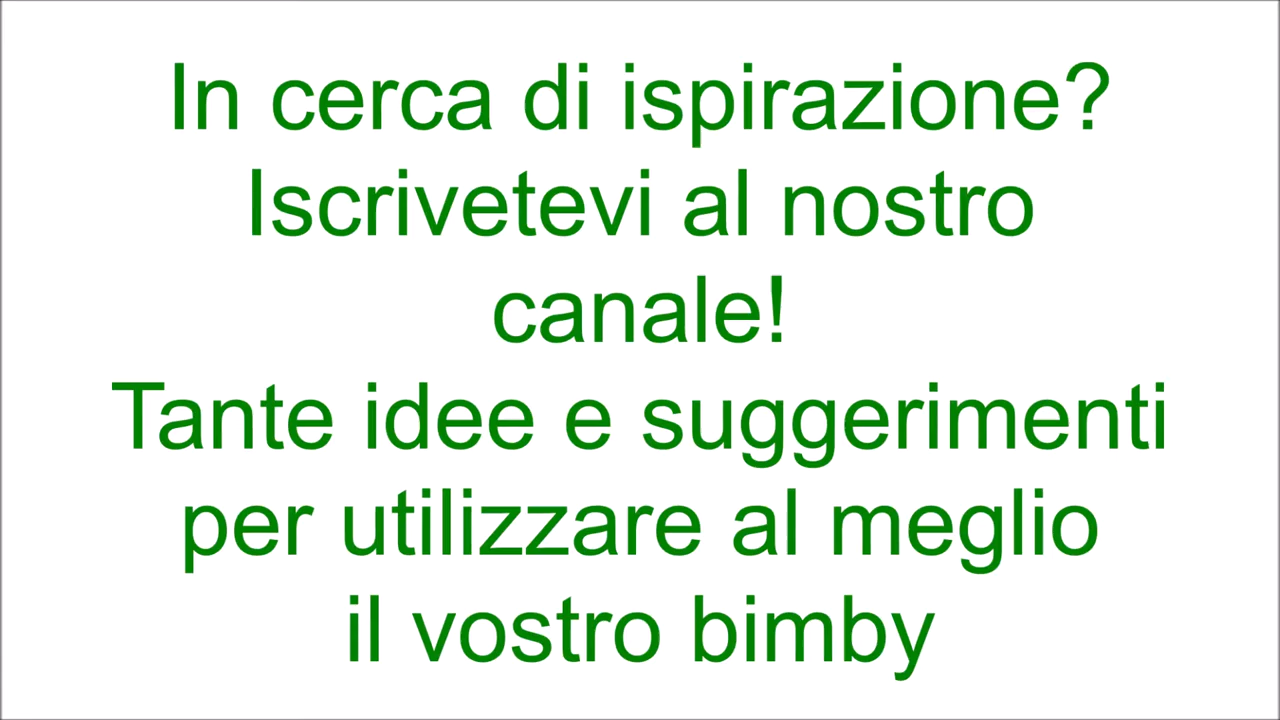 In cerca di ispirazione?
Iscrivetevi al nostro
canale!
Tante idee e suggerimenti
per utilizzare al meglio
il vostro bimby